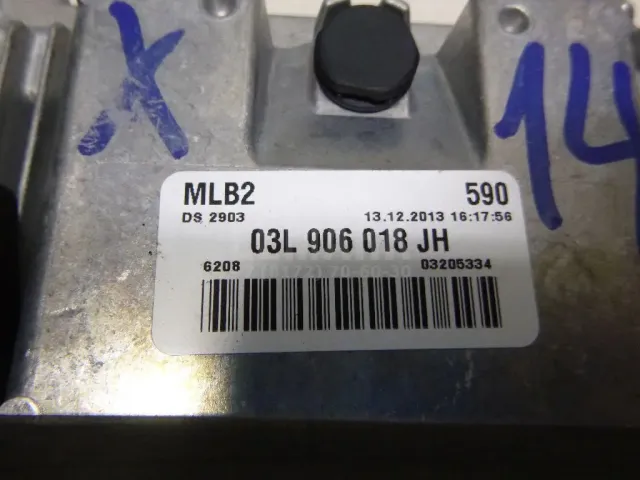 X
14
MLB2 590
DS 2903 13.12.2013 16:17:56
03L 906 018 JH
6208 03205334